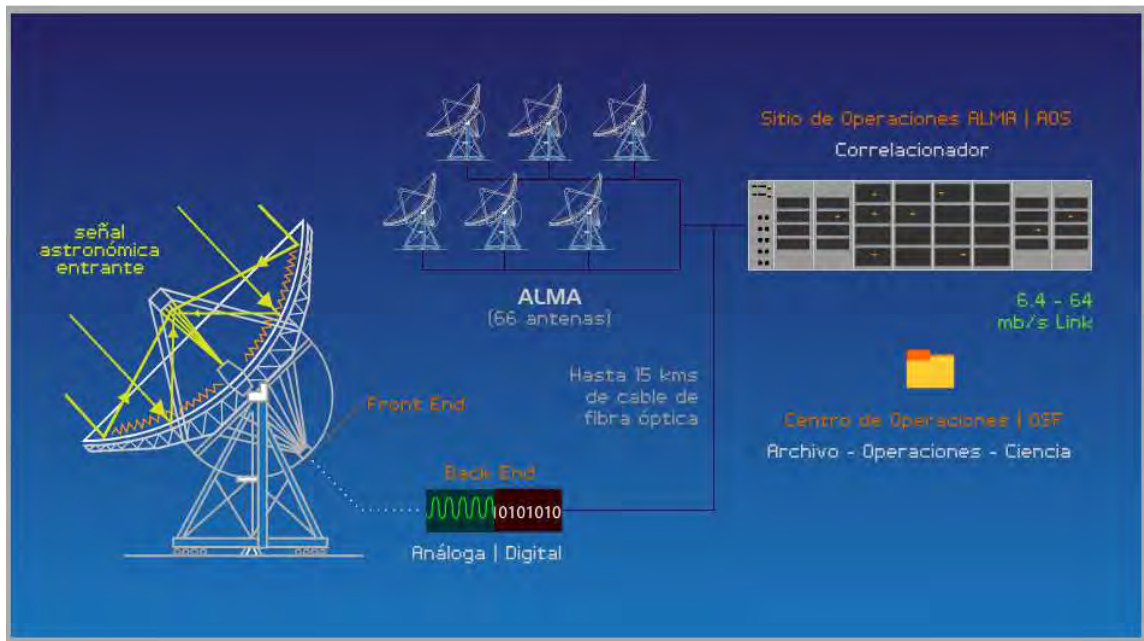 señal
astronómica
entrante
Front End
Back End
10101010
Análoga | Digital
ALMA
(66 antenas)
Hasta 15 kms
de cable de
fibra óptica
Sitio de Operaciones ALMA | AOS
Correlacionador
6.4 - 64
mb/s Link
Centro de Operaciones | OSF
Archivo - Operaciones - Ciencia